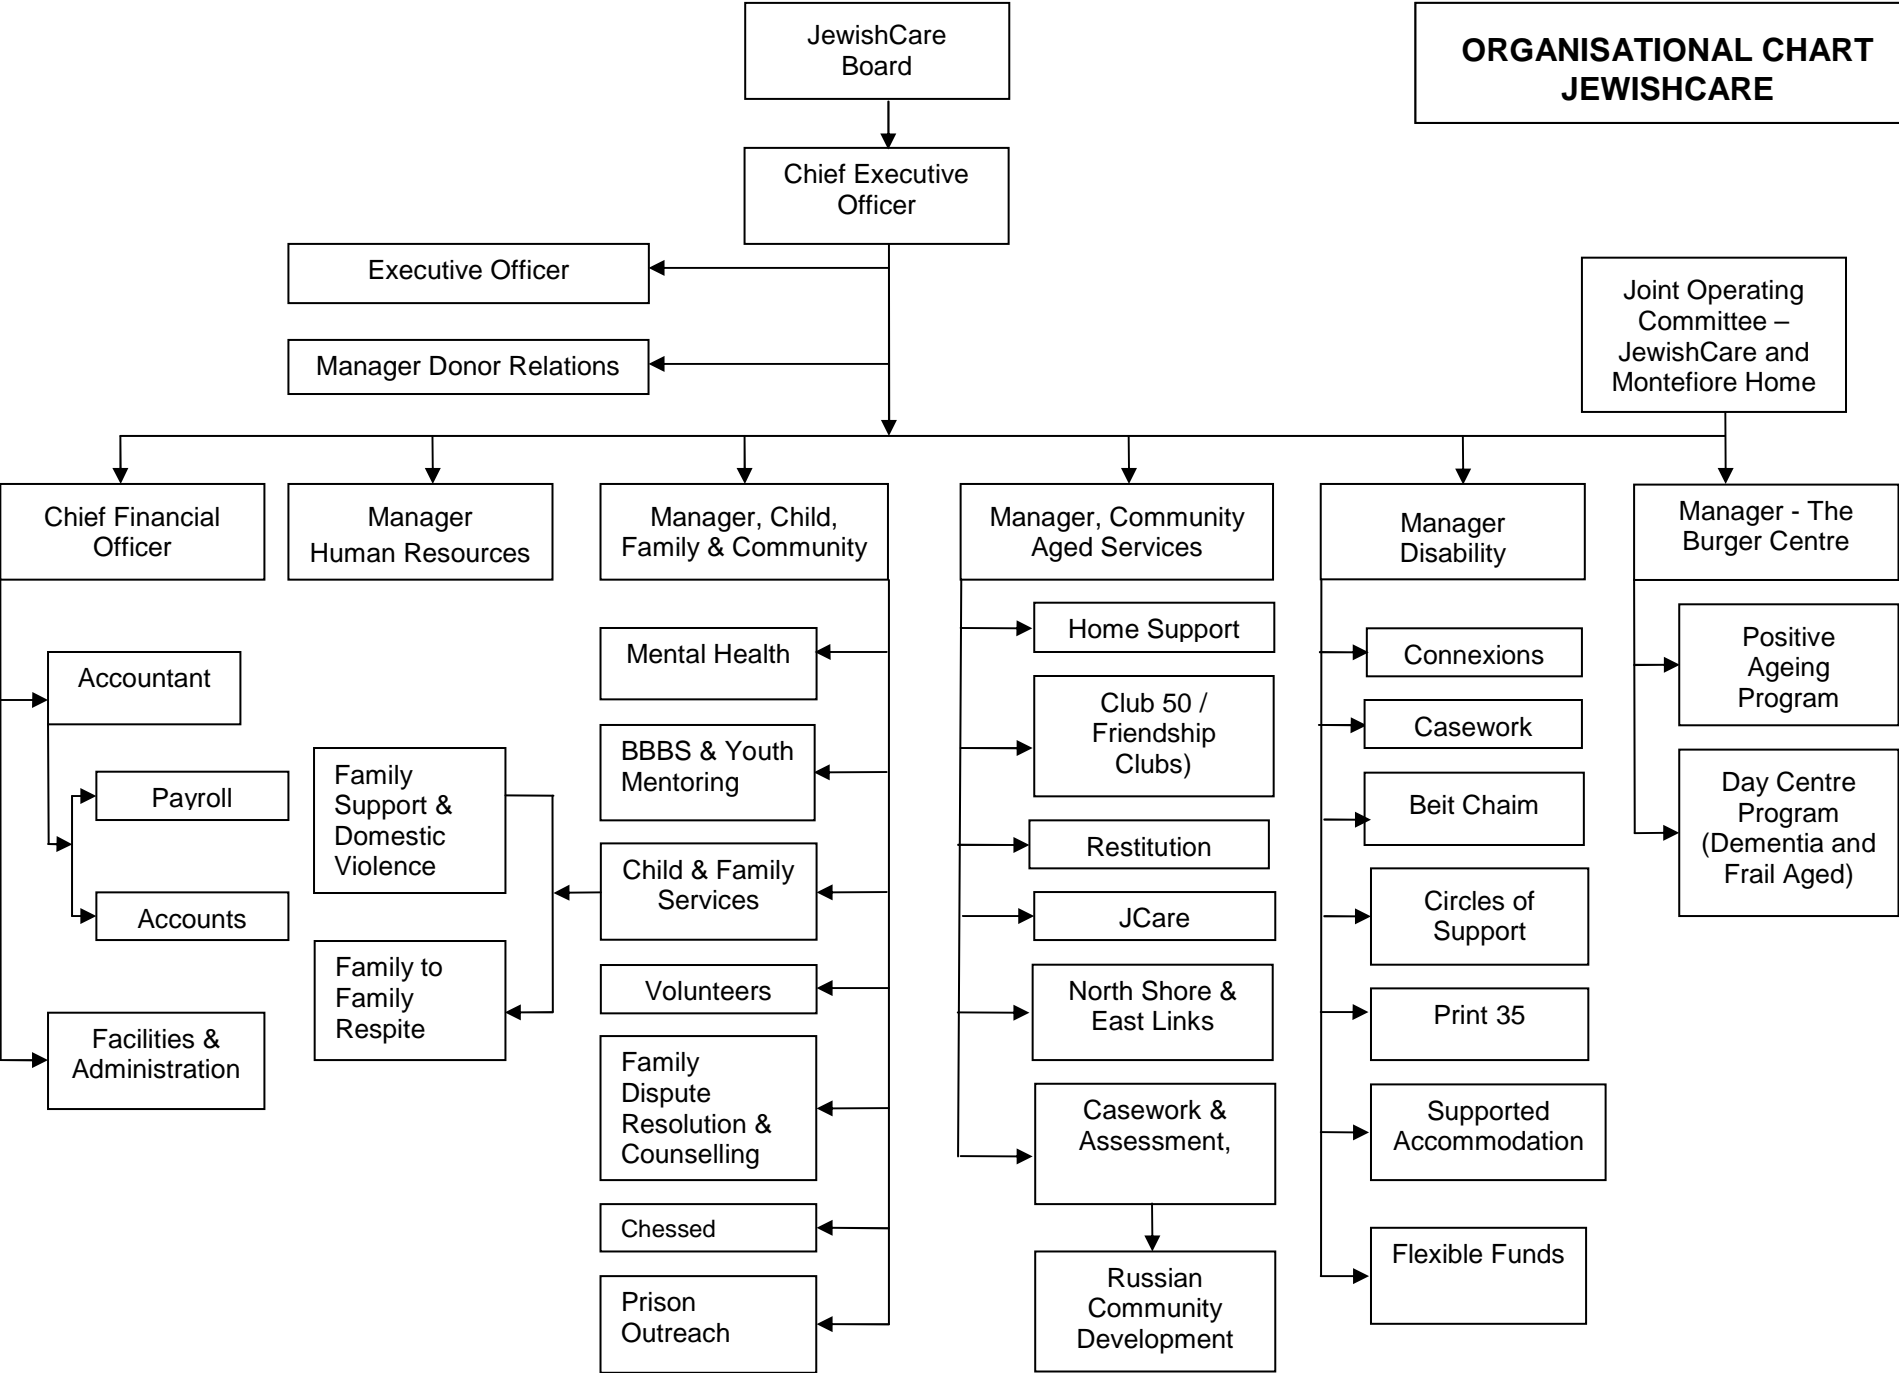 JewishCare
Board
ORGANISATIONAL CHART
JEWISHCARE
Chief Executive
Officer
Executive Officer
Manager Donor Relations
Joint Operating
Committee –
JewishCare and
Montefiore Home
Chief Financial
Officer
Manager
Human Resources
Manager, Child,
Family & Community
Manager, Community
Aged Services
Manager
Disability
Manager - The
Burger Centre
Accountant
Payroll
Accounts
Facilities &
Administration
Family
Support &
Domestic
Violence
Family to
Family
Respite
Mental Health
BBBS & Youth
Mentoring
Child & Family
Services
Volunteers
Family
Dispute
Resolution &
Counselling
Chessed
Prison
Outreach
Home Support
Club 50 /
Friendship
Clubs)
Restitution
JCare
North Shore &
East Links
Casework &
Assessment,
Russian
Community
Development
Connexions
Casework
Beit Chaim
Circles of
Support
Print 35
Supported
Accommodation
Flexible Funds
Positive
Ageing
Program
Day Centre
Program
(Dementia and
Frail Aged)